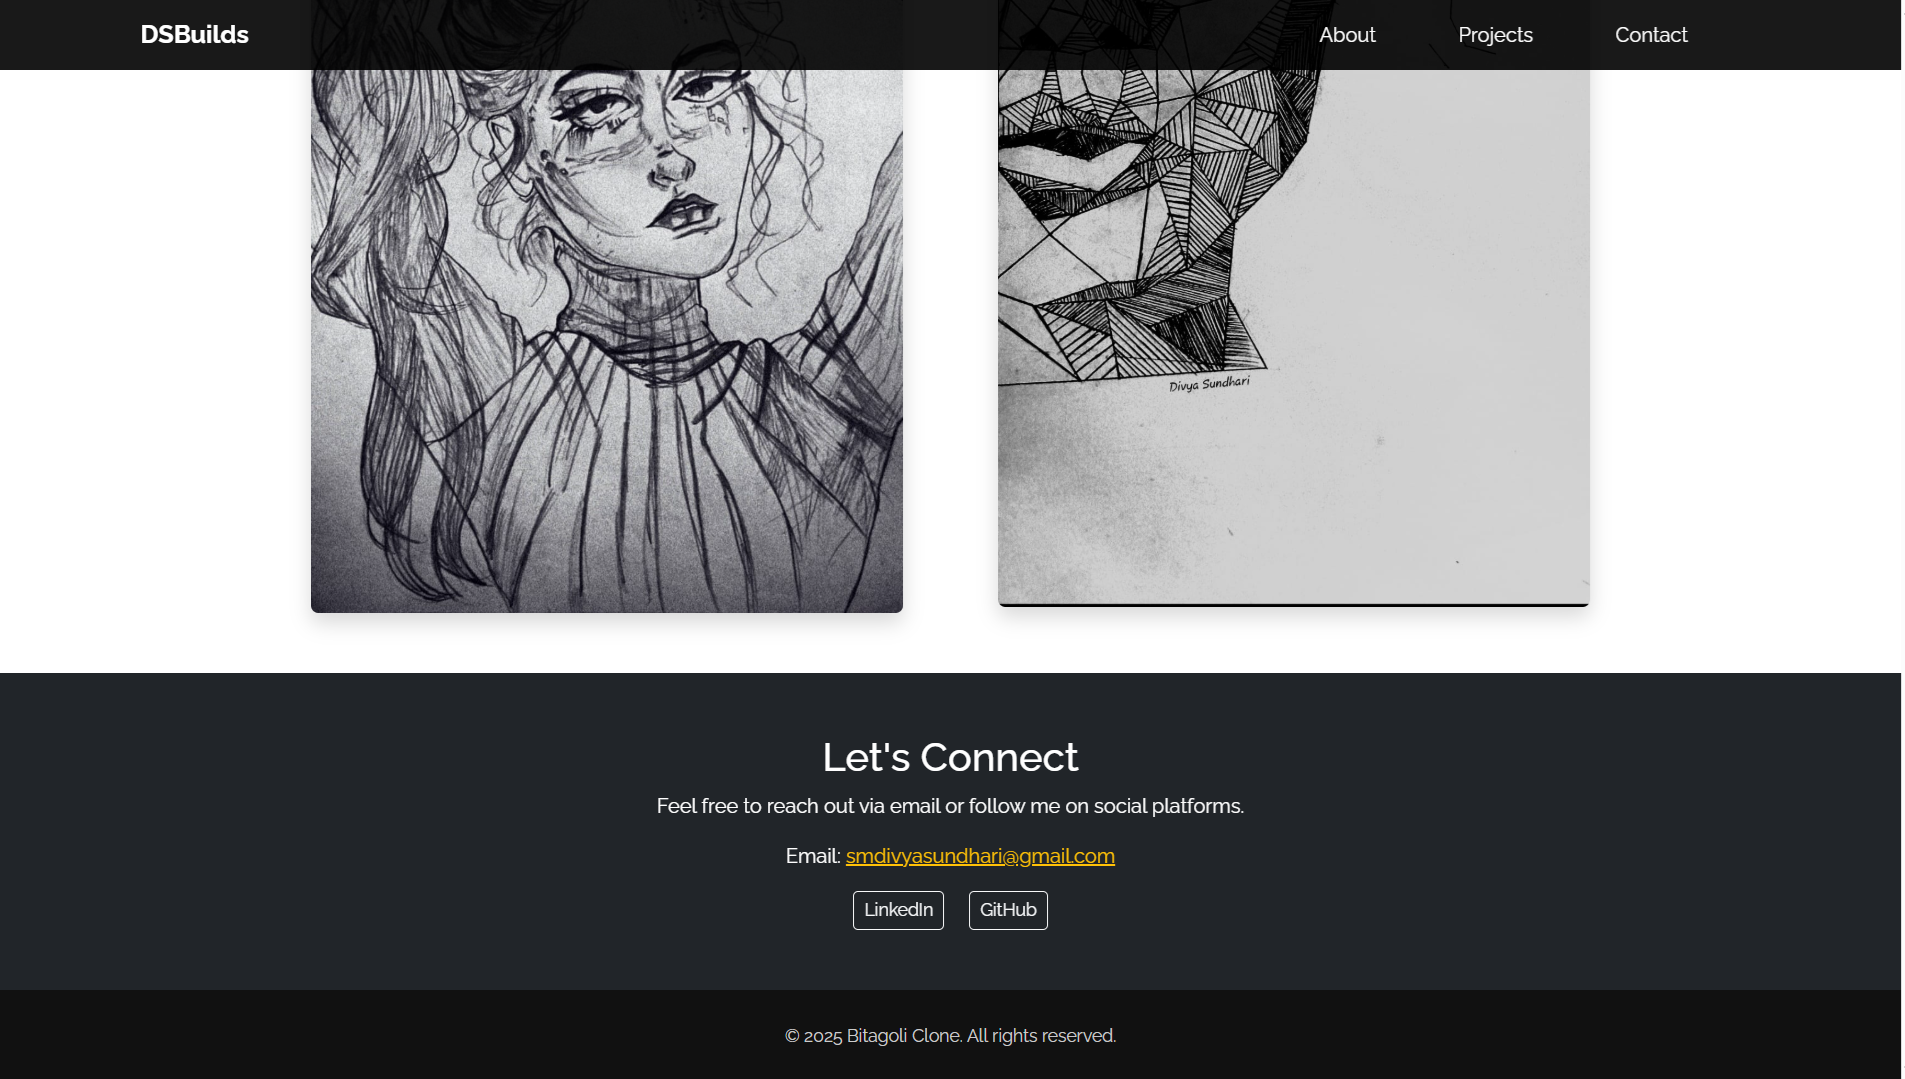 DSBuilds
About
Projects
Contact
Divya Sundhari
Let's Connect
Feel free to reach out via email or follow me on social platforms.
Email: smdivyasundhari@gmail.com
LinkedIn
GitHub
© 2025 Bitagoli Clone. All rights reserved.